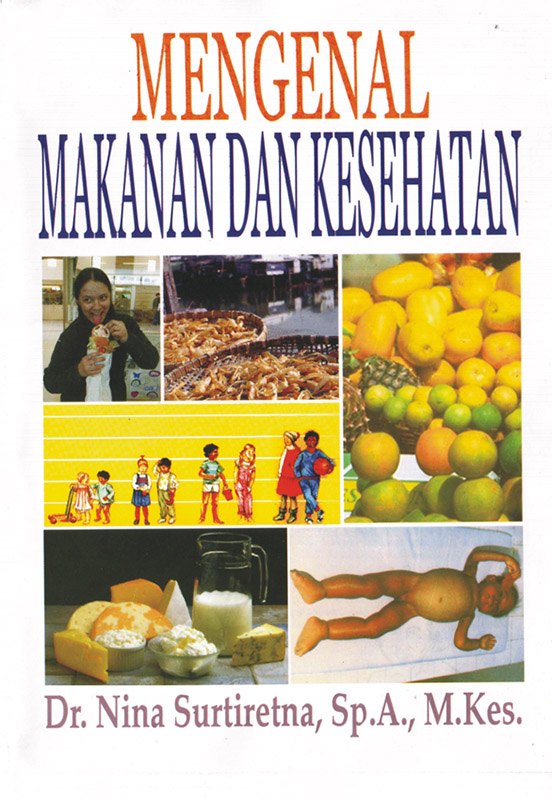 MENGENAL
MAKANAN DAN KESEHATAN
Dr. Nina Surtiretna, Sp.A., M.Kes.